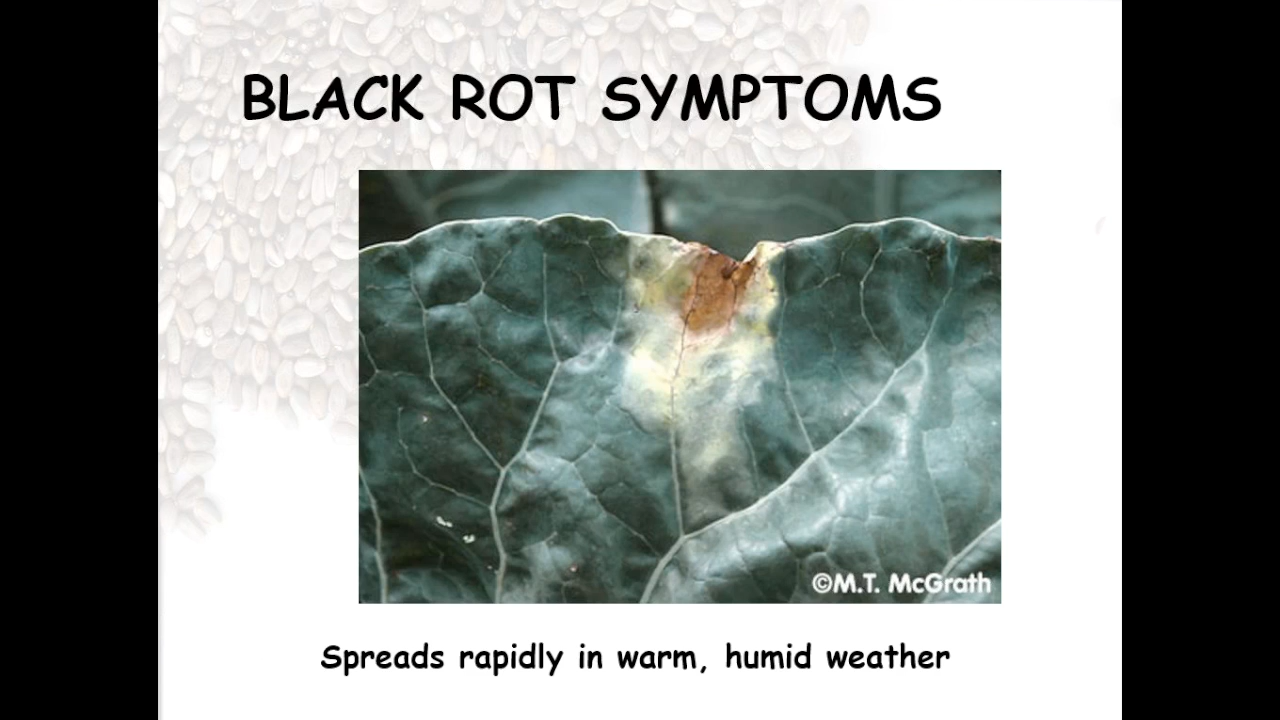 BLACK ROT SYMPTOMS
©M.T. McGrath
Spreads rapidly in warm, humid weather